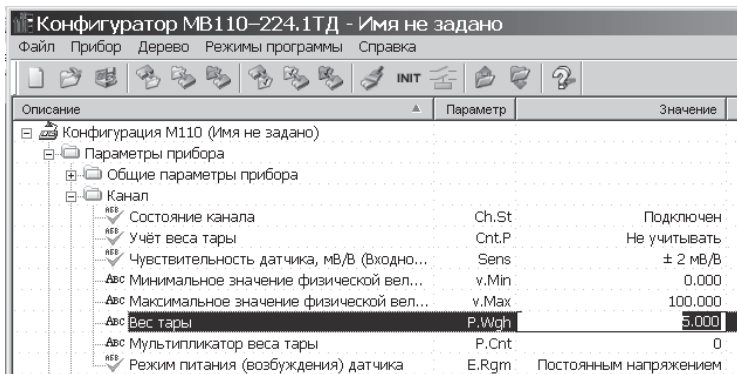 Конфигуратор МВ110–224.1ТД - Имя не задано
Файл Прибор Дерево Режимы программы Справка
INIT
Описание Параметр Значение
Конфигурация М110 (Имя не задано)
Параметры прибора
Общие параметры прибора
Канал
Состояние канала Ch.St Подключен
Учёт веса тары Cnt.P Не учитывать
Чувствительность датчика, мВ/В (Входно... Sens ± 2 мВ/В
Минимальное значение физической вел... v.Min 0.000
Максимальное значение физической вел... v.Max 100.000
Вес тары P.Wgh 5.000
Мультипликатор веса тары P.Cnt 0
Режим питания (возбуждения) датчика E.Rgm Постоянным напряжением